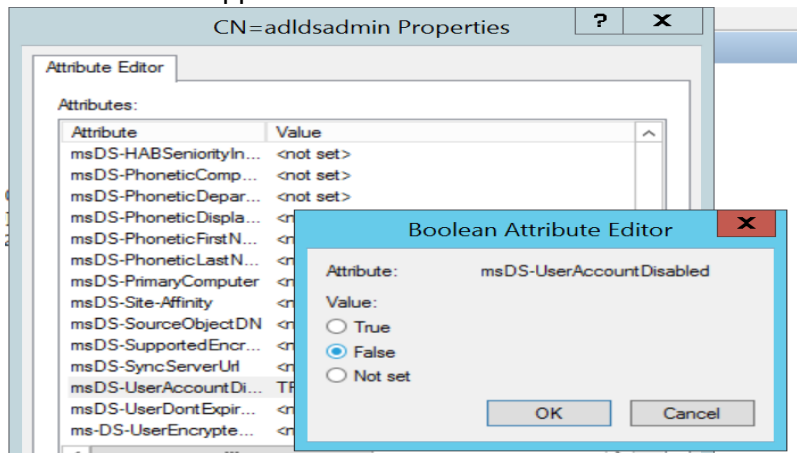 CN=adldsadmin Properties ? X
Attribute Editor
Attributes:
Attribute Value
msDS-HABSeniorityIn... <not set>
msDS-PhoneticComp... <not set>
msDS-PhoneticDepar... <not set>
msDS-PhoneticDispla... <n
msDS-PhoneticFirstN... <n
msDS-PhoneticLastN... <n
msDS-PrimaryComputer <n
msDS-Site-Affinity <n
msDS-SourceObjectDN <n
msDS-SupportedEncr... <n
msDS-SyncServerUrl <n
msDS-UserAccountDi... TR
msDS-UserDontExpir... <n
ms-DS-UserEncrypte... <n
Boolean Attribute Editor X
Attribute: msDS-UserAccountDisabled
Value:
True
False
Not set
OK Cancel